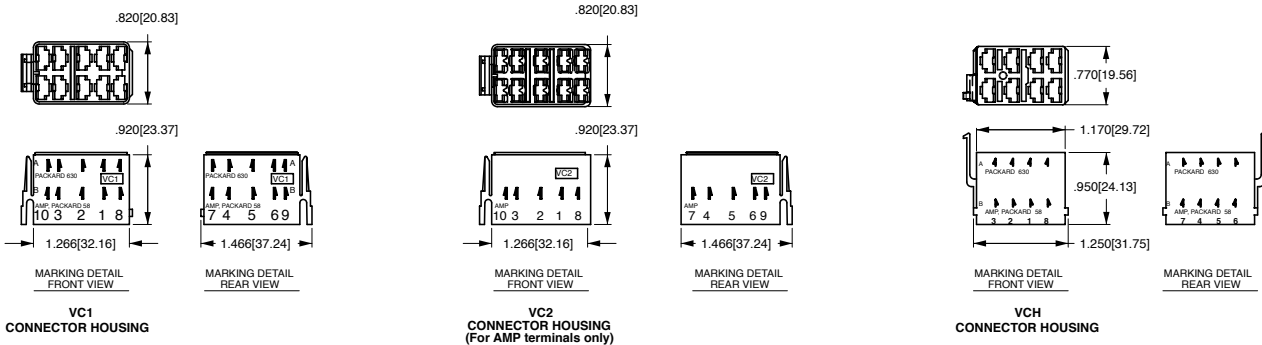 .820[20.83]
.920[23.37]
A
PACKARD 630
VC1
B
AMP, PACKARD 58
10 3 2 1 8
1.266[32.16]
MARKING DETAIL
FRONT VIEW
A
PACKARD 630
VC1
B
AMP, PACKARD 58
7 4 5 6 9
1.466[37.24]
MARKING DETAIL
REAR VIEW
VC1
CONNECTOR HOUSING
.820[20.83]
.920[23.37]
VC2
AMP
10 3 2 1 8
1.266[32.16]
MARKING DETAIL
FRONT VIEW
VC2
AMP
7 4 5 6 9
1.466[37.24]
MARKING DETAIL
REAR VIEW
VC2
CONNECTOR HOUSING
(For AMP terminals only)
.770[19.56]
1.170[29.72]
A
PACKARD 630
.950[24.13]
B
AMP, PACKARD 58
3 2 1 8
1.250[31.75]
MARKING DETAIL
FRONT VIEW
A
PACKARD 630
B
AMP, PACKARD 58
7 4 5 6
MARKING DETAIL
REAR VIEW
VCH
CONNECTOR HOUSING